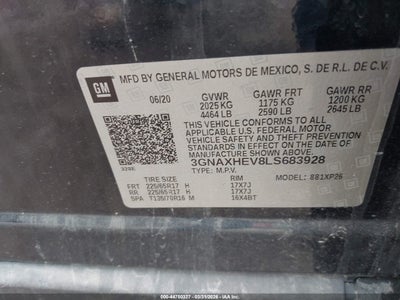 GM
MFD BY GENERAL MOTORS DE MEXICO, S. DE R.L. DE C.V.
06/20 GVWR GAWR FRT GAWR RR
2025 KG 1175 KG 1200 KG
4464 LB 2590 LB 2645 LB
THIS VEHICLE CONFORMS TO ALL
APPLICABLE U.S. FEDERAL MOTOR
VEHICLE SAFETY, BUMPER, AND THEFT
PREVENTION STANDARDS IN EFFECT ON
THE DATE OF MANUFACTURE SHOWN ABOVE.
3GNAXHEV8LS683928
TYPE: M.P.V. MODEL: 881XP26
TIRE SIZE RIM
FRT 225/65R17 H 17X7J
RR 225/65R17 H 17X7J
SPA T135/70R16 M 16X4BT